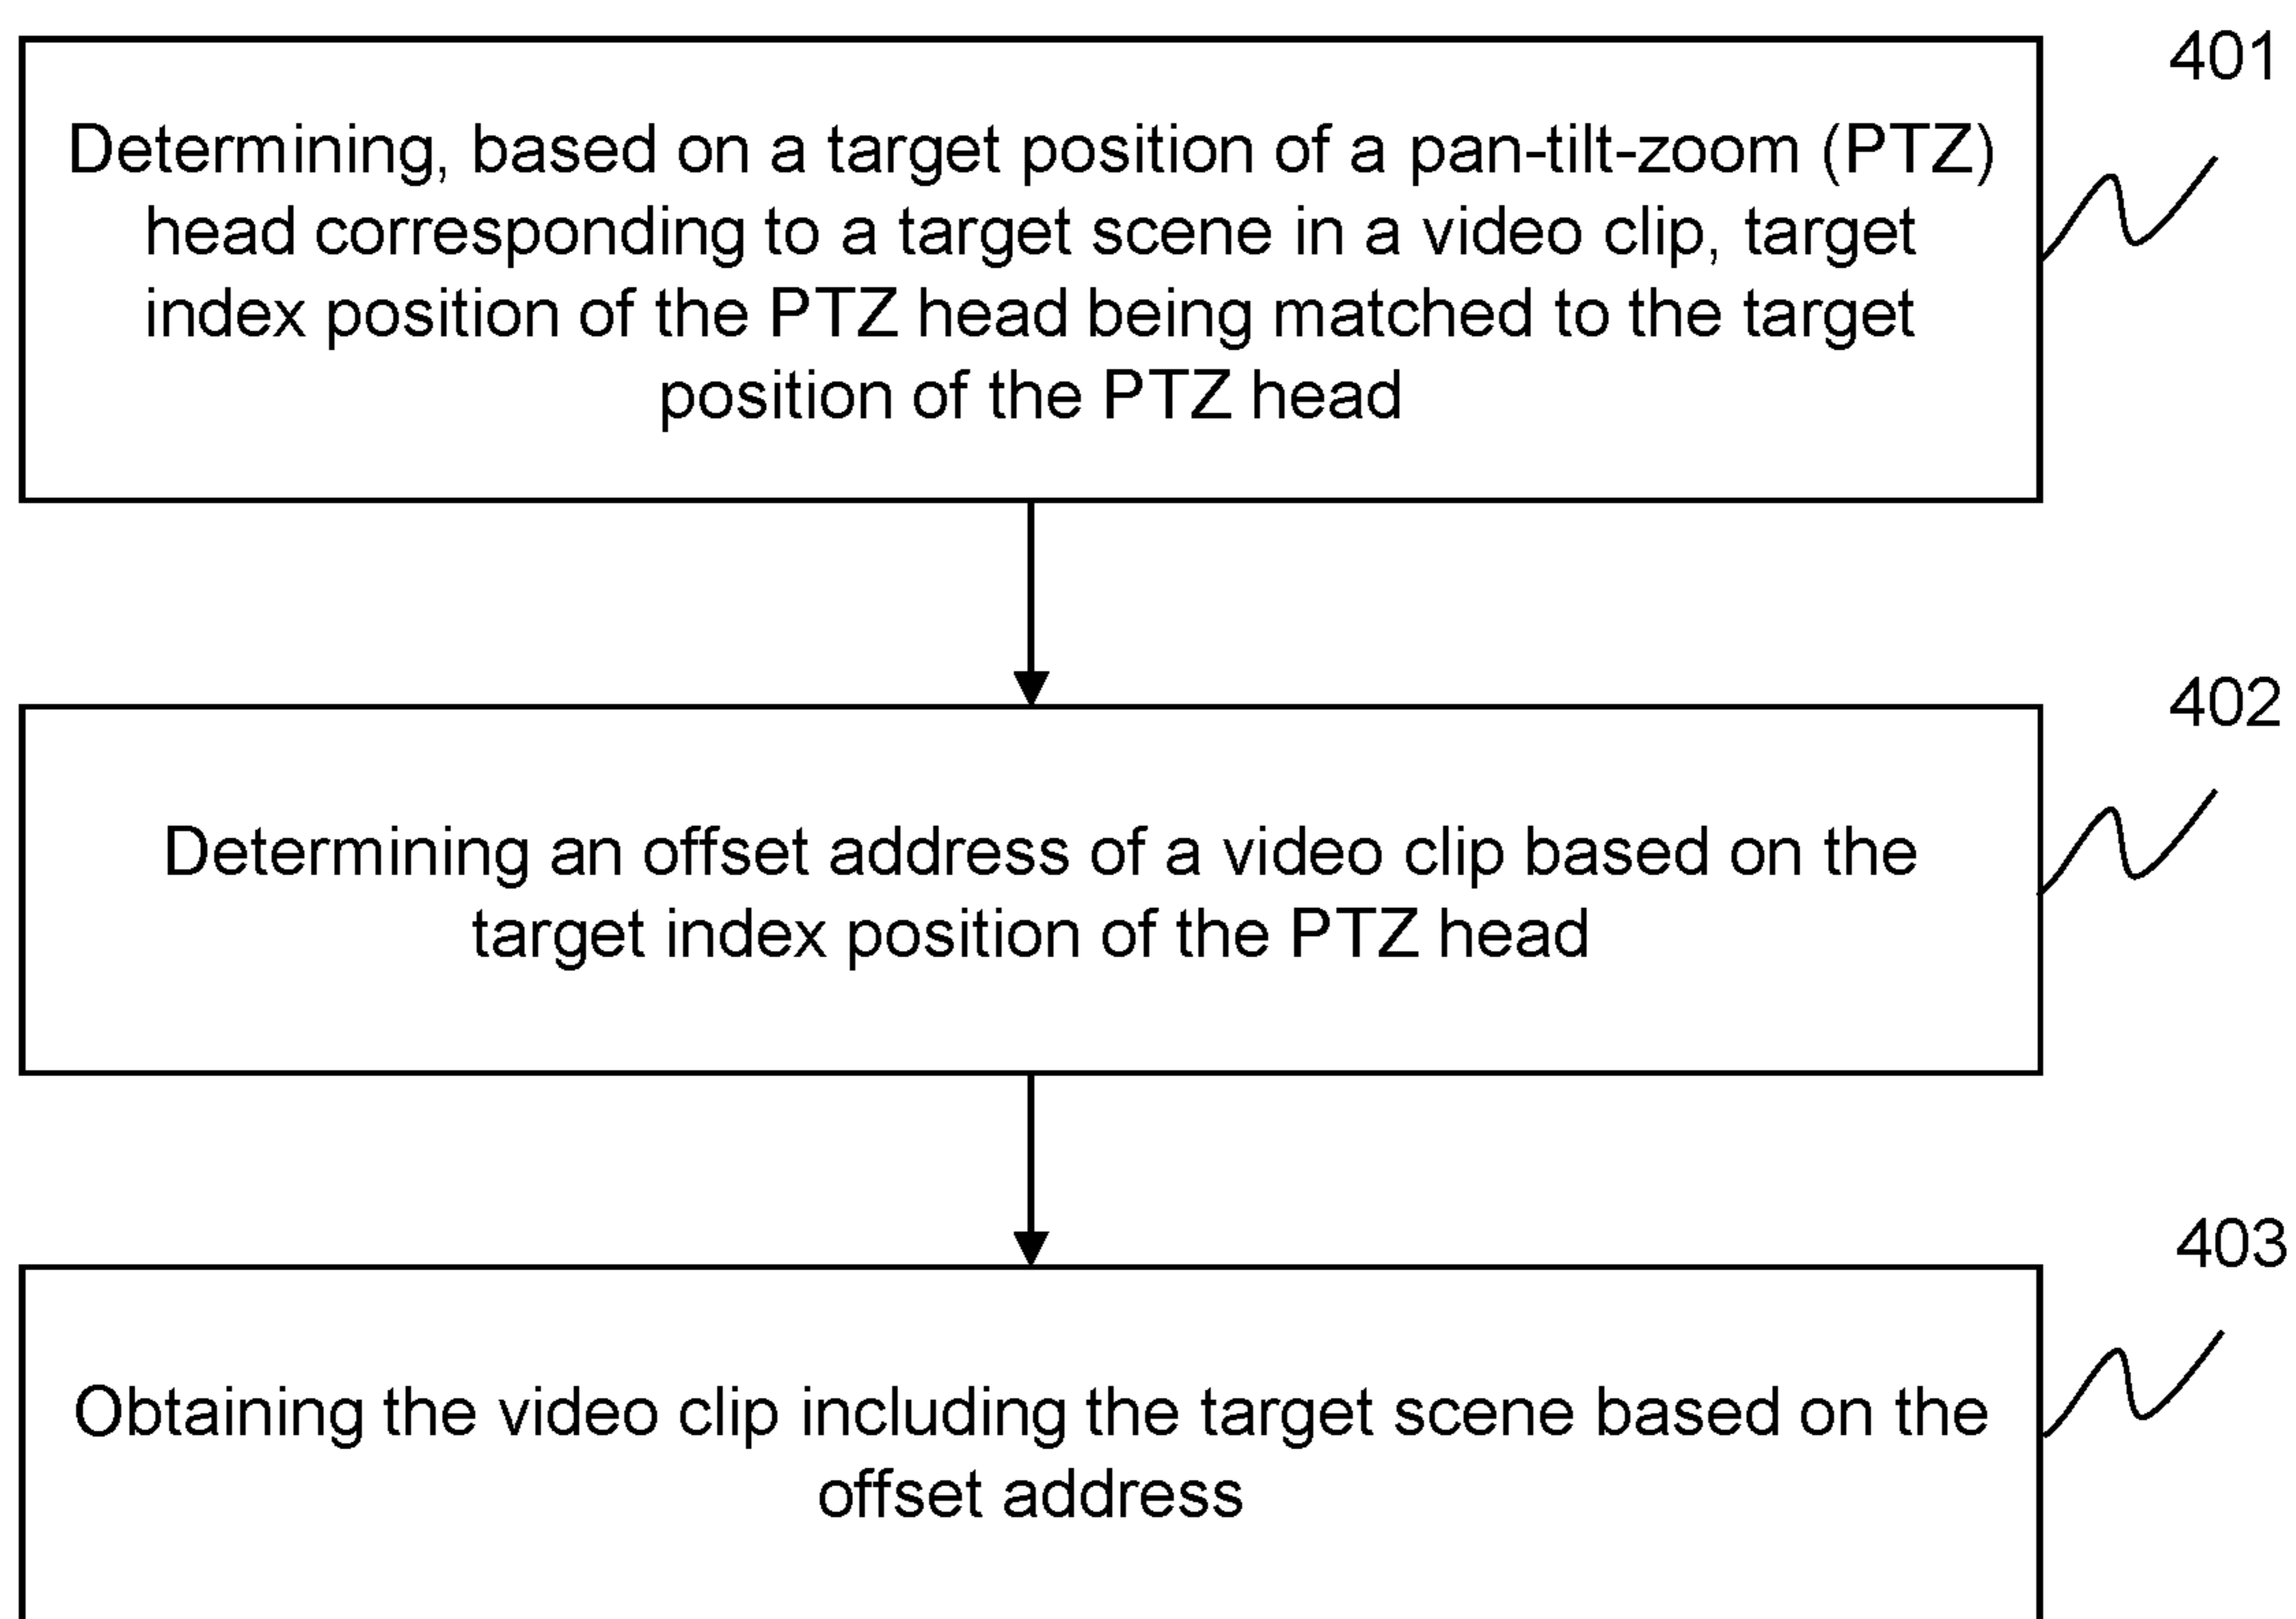 401
Determining, based on a target position of a pan-tilt-zoom (PTZ)
head corresponding to a target scene in a video clip, target
index position of the PTZ head being matched to the target
position of the PTZ head
402
Determining an offset address of a video clip based on the
target index position of the PTZ head
403
Obtaining the video clip including the target scene based on the
offset address